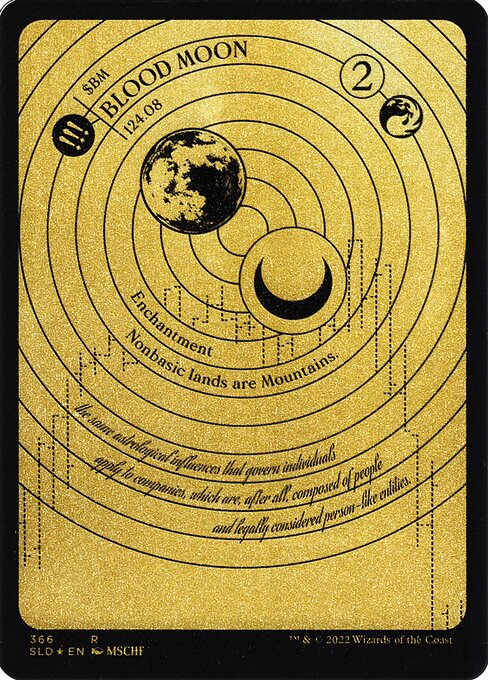 $BM
BLOOD MOON
124.08
2
Enchantment
Nonbasic lands are Mountains.
the same astrological influences that govern individuals
apply to companies, which are, after all, composed of people
and legally considered person-like entities.
366 R
SLD★EN MSCHF
™ & © 2022 Wizards of the Coast